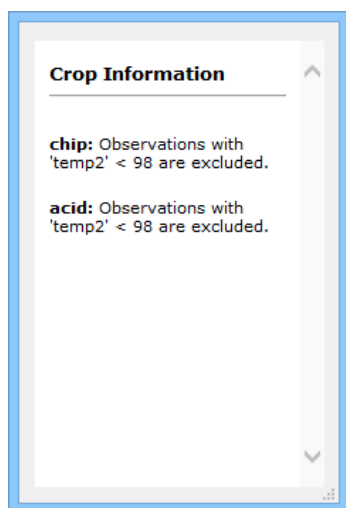 Crop Information
chip: Observations with
'temp2' < 98 are excluded.
acid: Observations with
'temp2' < 98 are excluded.